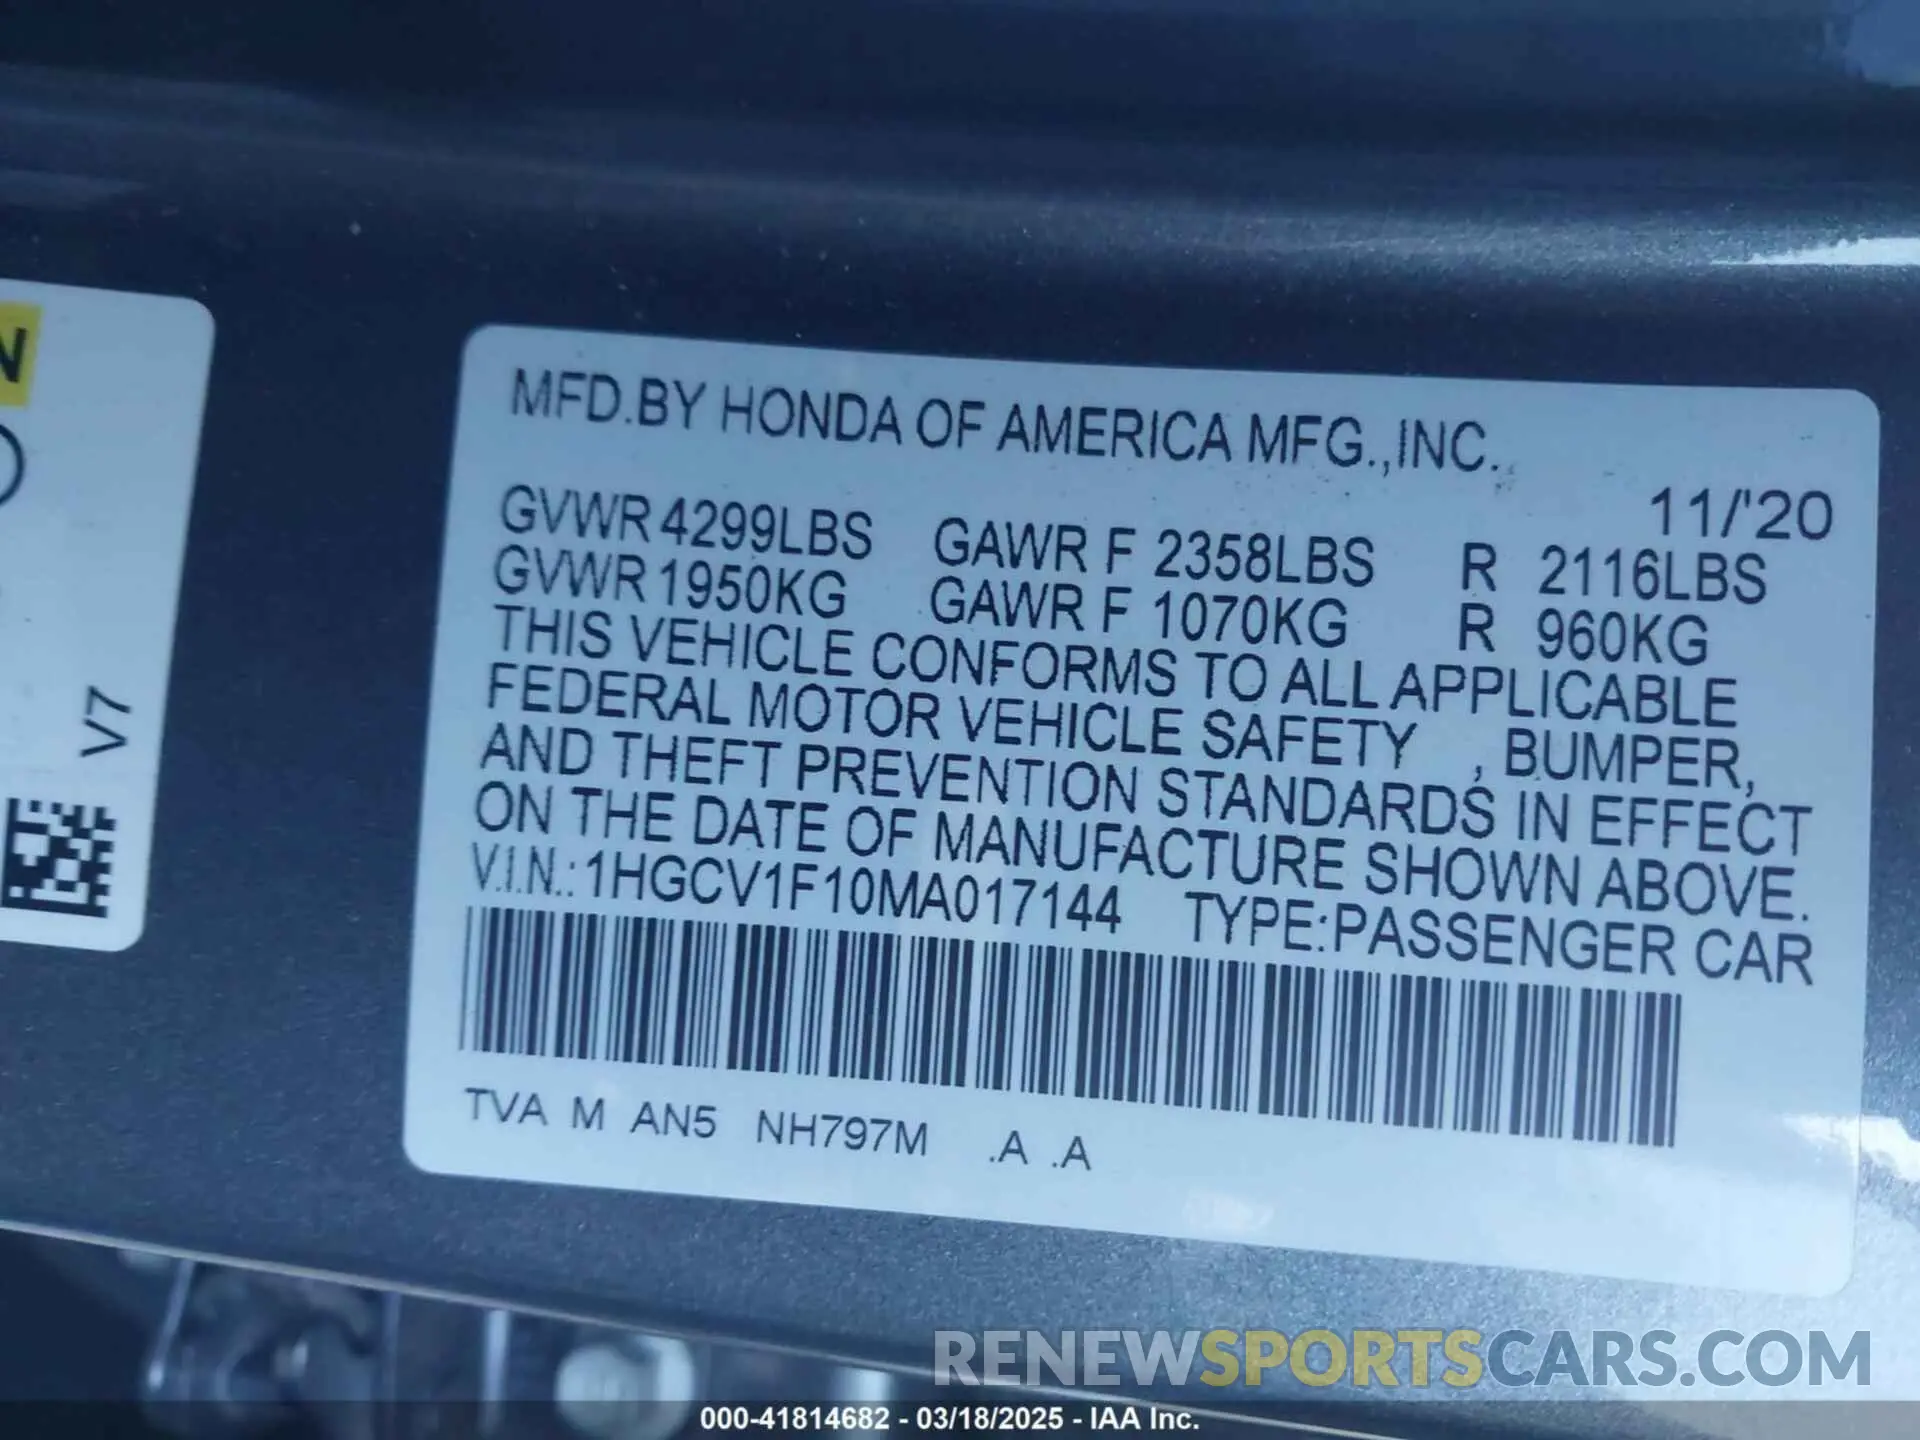 MFD.BY HONDA OF AMERICA MFG.,INC.
11/'20
GVWR 4299LBS GAWR F 2358LBS R 2116LBS
GVWR 1950KG GAWR F 1070KG R 960KG
THIS VEHICLE CONFORMS TO ALL APPLICABLE
FEDERAL MOTOR VEHICLE SAFETY , BUMPER,
AND THEFT PREVENTION STANDARDS IN EFFECT
ON THE DATE OF MANUFACTURE SHOWN ABOVE.
V.I.N.: 1HGCV1F10MA017144 TYPE:PASSENGER CAR
TVA M AN5 NH797M .A .A
N
V7
RENEWSPORTSCARS.COM
000-41814682 - 03/18/2025 - IAA Inc.